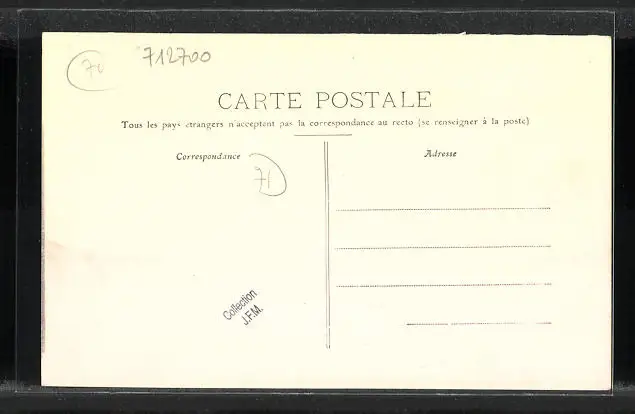 712700
CARTE POSTALE
Tous les pays étrangers n'acceptent pas la correspondance au recto (se renseigner à la poste)
Correspondance
Adresse
71
Collection
J.F.M.